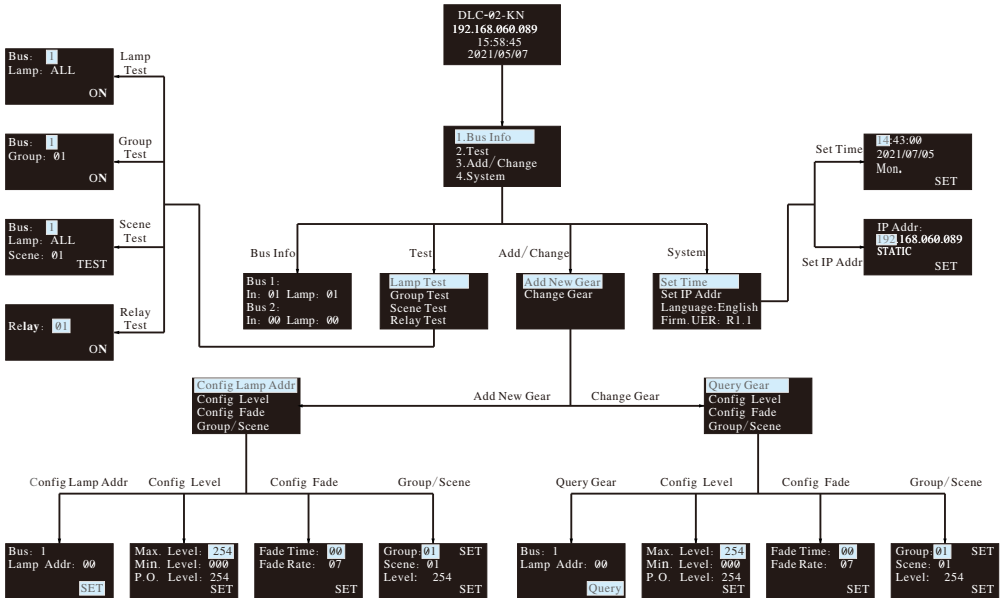 DLC-02-KN
192.168.060.089
15:58:45
2021/05/07
1.Bus Info
2.Test
3.Add/Change
4.System
Bus: 1
Lamp: ALL
ON
Lamp
Test
Bus: 1
Group: 01
ON
Group
Test
Bus: 1
Lamp: ALL
Scene: 01
TEST
Scene
Test
Relay: 01
ON
Relay
Test
Set Time
14:43:00
2021/07/05
Mon.
SET
Set IP Addr
IP Addr:
192.168.060.089
STATIC
SET
Bus Info
Test
Add/Change
System
Bus 1:
In: 01 Lamp: 01
Bus 2:
In: 00 Lamp: 00
Lamp Test
Group Test
Scene Test
Relay Test
Add New Gear
Change Gear
Set Time
Set IP Addr
Language:English
Firm.UER: R1.1
Add New Gear
Change Gear
Config Lamp Addr
Config Level
Config Fade
Group/Scene
Query Gear
Config Level
Config Fade
Group/Scene
Config Lamp Addr
Config Level
Config Fade
Group/Scene
Query Gear
Config Level
Config Fade
Group/Scene
Bus: 1
Lamp Addr: 00
SET
Max. Level: 254
Min. Level: 000
P.O. Level: 254
SET
Fade Time: 00
Fade Rate: 07
SET
Group: 01 SET
Scene: 01
Level: 254
SET
Bus: 1
Lamp Addr: 00
Query
Max. Level: 254
Min. Level: 000
P.O. Level: 254
SET
Fade Time: 00
Fade Rate: 07
SET
Group: 01 SET
Scene: 01
Level: 254
SET